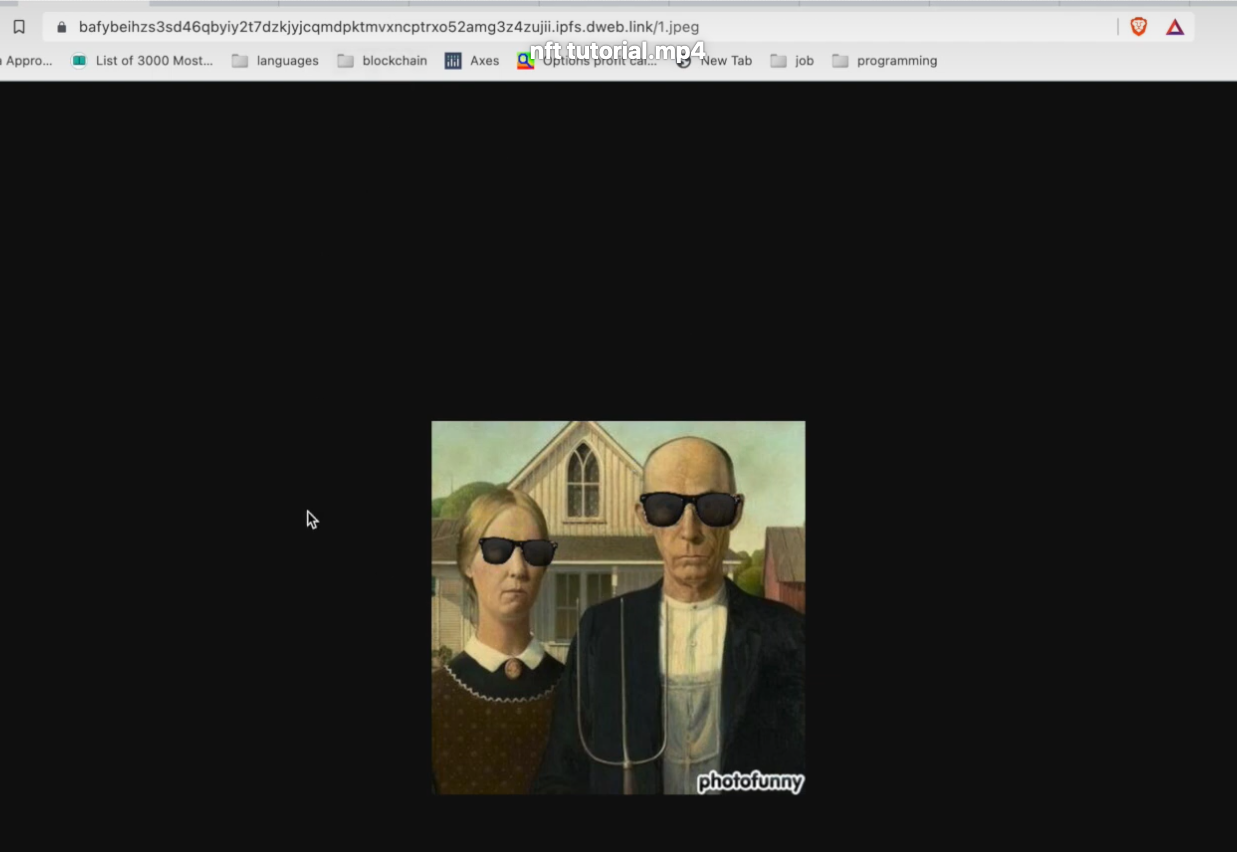 bafybeihzs3sd46qbyiy2t7dzkjyjcqmdpktmvxncptrxo52amg3z4zujii.ipfs.dweb.link/1.jpeg
nft tutorial.mp4
Appro... List of 3000 Most... languages blockchain Axes Options profit cal... New Tab job programming
photofunny